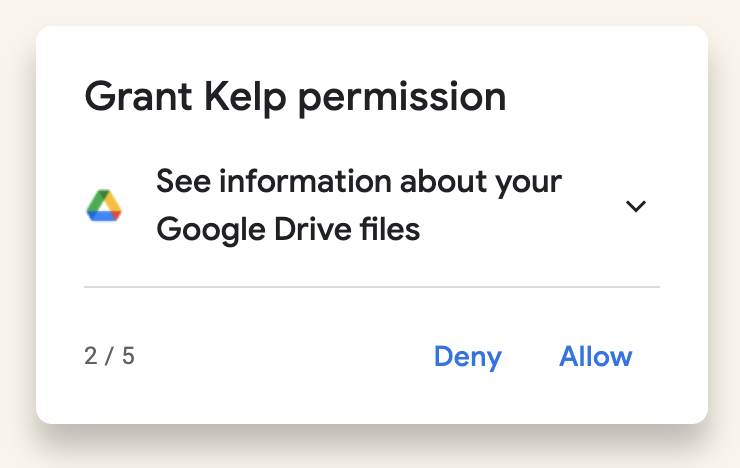 Grant Kelp permission
See information about your
Google Drive files
2 / 5
Deny
Allow